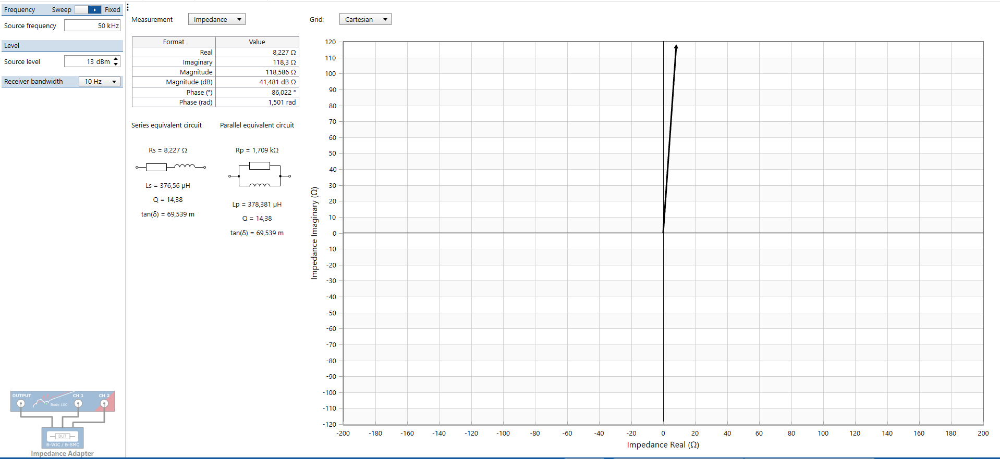 Frequency Sweep Fixed
Source frequency 50 kHz
Level
Source level 13 dBm
Receiver bandwidth 10 Hz
OUTPUT CH 1 CH 2
Bode 100
DUT
B-WIC / B-SMC
Impedance Adapter
Measurement Impedance
Format Value
Real 8,227 Ω
Imaginary 118,3 Ω
Magnitude 118,586 Ω
Magnitude (dB) 41,481 dB Ω
Phase (°) 86,022 °
Phase (rad) 1,501 rad
Series equivalent circuit
Rs = 8,227 Ω
Ls = 376,56 µH
Q = 14,38
tan(δ) = 69,539 m
Parallel equivalent circuit
Rp = 1,709 kΩ
Lp = 378,381 µH
Q = 14,38
tan(δ) = 69,539 m
Grid: Cartesian
Impedance Imaginary (Ω)
120
110
100
90
80
70
60
50
40
30
20
10
0
-10
-20
-30
-40
-50
-60
-70
-80
-90
-100
-110
-120
-200 -180 -160 -140 -120 -100 -80 -60 -40 -20 0 20 40 60 80 100 120 140 160 180 200
Impedance Real (Ω)